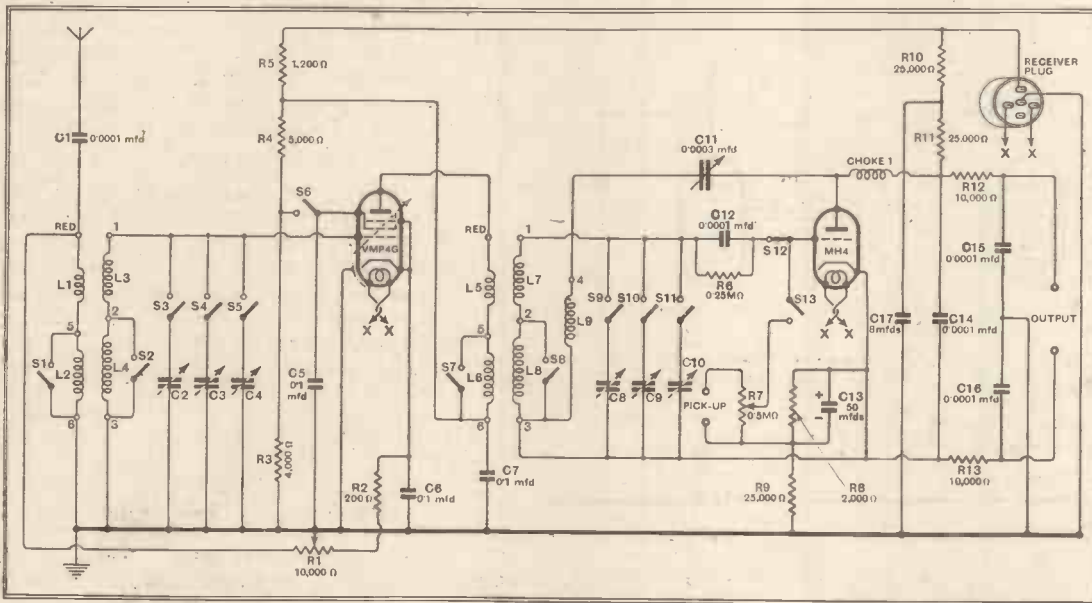 C1
0·0001 mfd
RED
1
L1
L3
5
2
S1
L2
L4
S2
6
3
S3
S4
S5
C2
C3
C4
R5
1,200 Ω
R4
5,000 Ω
S6
VMP4G
X X
C5
0·1
mfd
R3
4,000 Ω
R2
200 Ω
C6
0·1 mfd
R1
10,000 Ω
RED
1
L5
L7
5
2
4
L9
S7
L6
L8
S8
6
3
C7
0·1 mfd
S9
S10
S11
C8
C9
C10
C11
0·0003 mfd
C12
0·0001 mfd
R6
0·25MΩ
S12
MH4
X X
S13
PICK-UP
R7
0·5MΩ
C13
50
mfds
+
−
R9
25,000 Ω
R8
2,000 Ω
CHOKE 1
R10
25,000 Ω
R11
25,000 Ω
RECEIVER
PLUG
X X
R12
10,000 Ω
C15
0·0001 mfd
C17
8mfds
C14
0·0001 mfd
OUTPUT
C16
0·0001 mfd
R13
10,000 Ω